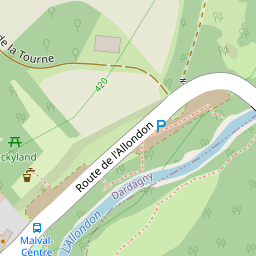 de la Tourne
420
Route de l'Allondon
P
ckyland
Dardagny
L'Allondon
Malval-
Centre